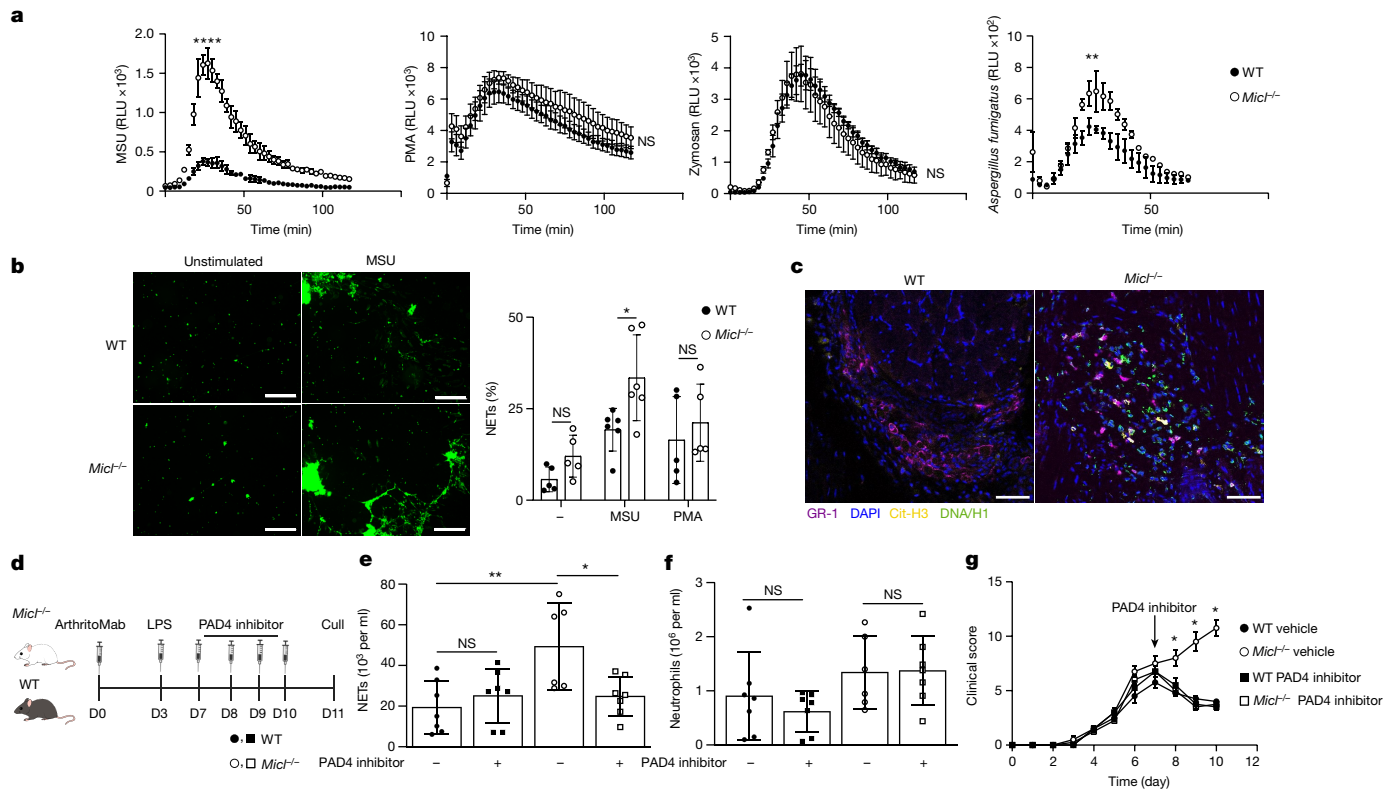 a
MSU (RLU ×10³)
2.0
1.5
1.0
0.5
0
****
50
100
Time (min)
PMA (RLU ×10³)
10
8
6
4
2
0
NS
50
100
Time (min)
Zymosan (RLU ×10³)
5
4
3
2
1
0
NS
50
100
Time (min)
Aspergillus fumigatus (RLU ×10²)
10
8
6
4
2
0
**
50
Time (min)
WT
Micl–/–
b
Unstimulated
MSU
WT
Micl–/–
NETs (%)
50
25
0
NS
*
NS
–
MSU
PMA
WT
Micl–/–
c
WT
Micl–/–
GR-1 DAPI Cit-H3 DNA/H1
d
Micl–/–
WT
ArthritoMab
LPS
PAD4 inhibitor
Cull
D0
D3
D7
D8
D9
D10
D11
, WT
, Micl–/–
e
NETs (10³ per ml)
80
60
40
20
0
**
*
NS
PAD4 inhibitor – + – +
f
Neutrophils (10⁶ per ml)
3
2
1
0
NS
NS
PAD4 inhibitor – + – +
g
Clinical score
15
10
5
0
PAD4 inhibitor
*
*
*
0 2 4 6 8 10 12
Time (day)
WT vehicle
Micl–/– vehicle
WT PAD4 inhibitor
Micl–/– PAD4 inhibitor